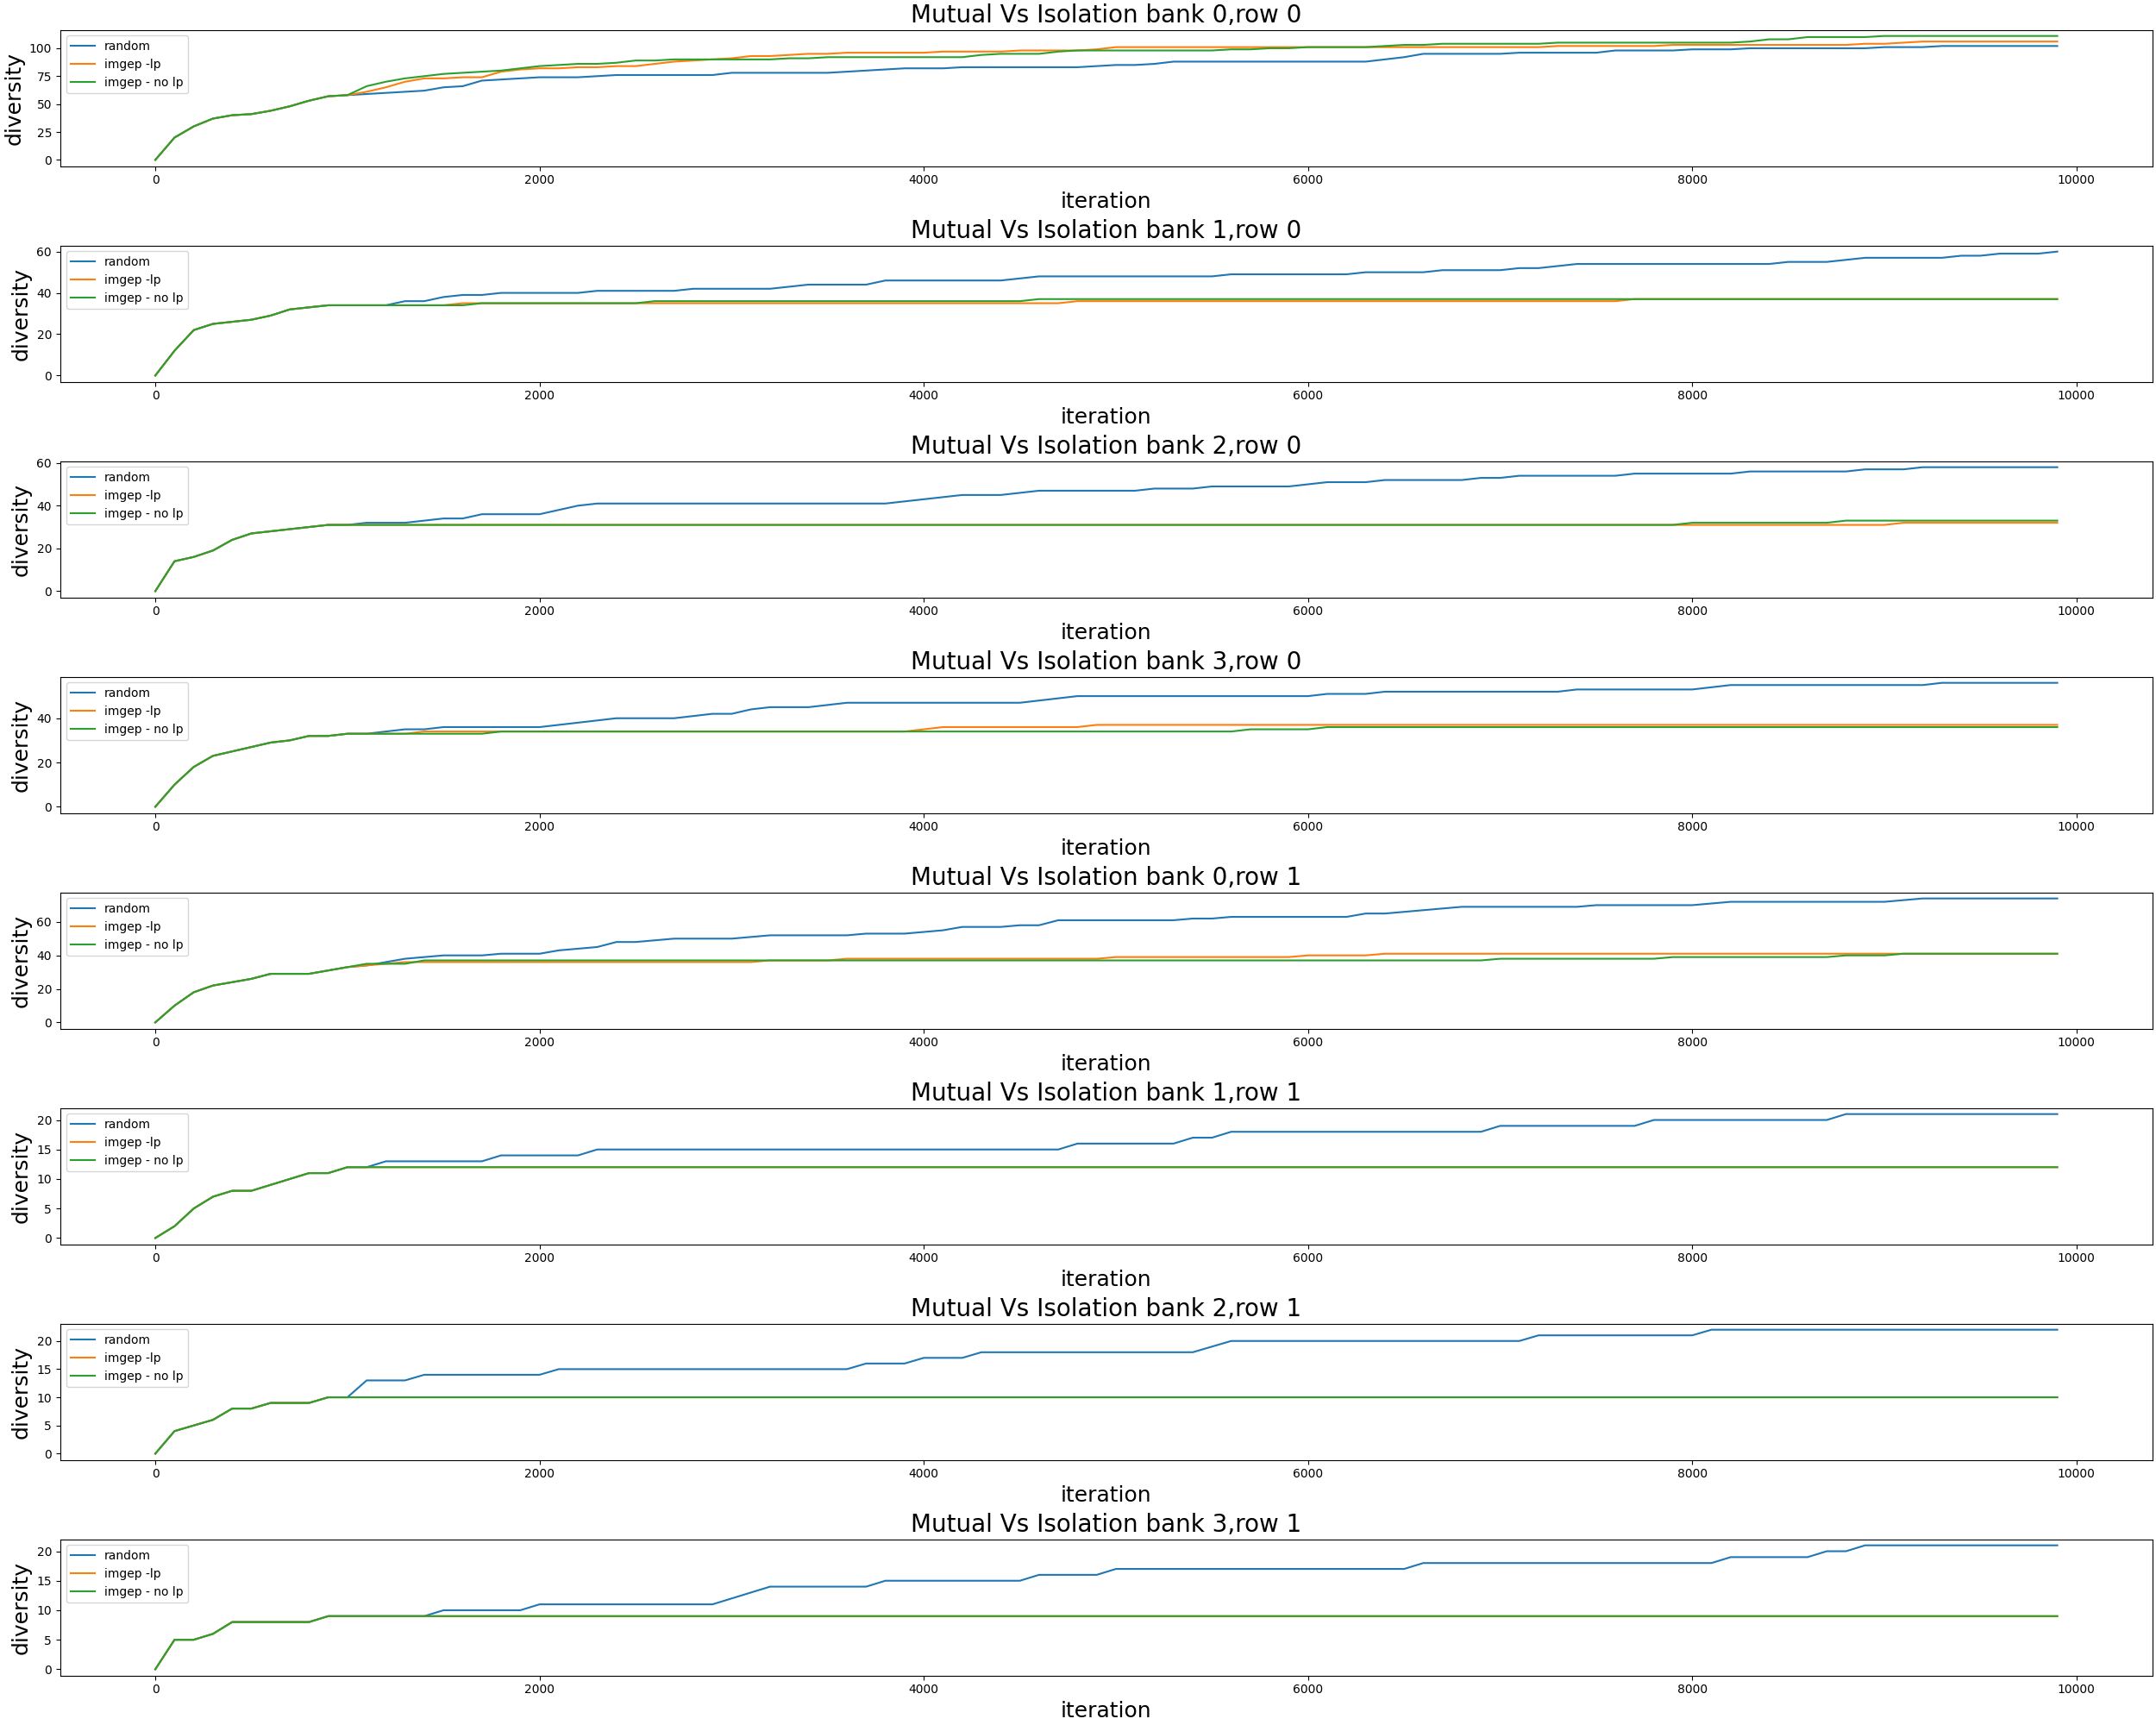 Mutual Vs Isolation bank 0,row 0
diversity
100
75
50
25
0
random
imgep -lp
imgep - no lp
0 2000 4000 6000 8000 10000
iteration
Mutual Vs Isolation bank 1,row 0
diversity
60
40
20
0
random
imgep -lp
imgep - no lp
0 2000 4000 6000 8000 10000
iteration
Mutual Vs Isolation bank 2,row 0
diversity
60
40
20
0
random
imgep -lp
imgep - no lp
0 2000 4000 6000 8000 10000
iteration
Mutual Vs Isolation bank 3,row 0
diversity
40
20
0
random
imgep -lp
imgep - no lp
0 2000 4000 6000 8000 10000
iteration
Mutual Vs Isolation bank 0,row 1
diversity
60
40
20
0
random
imgep -lp
imgep - no lp
0 2000 4000 6000 8000 10000
iteration
Mutual Vs Isolation bank 1,row 1
diversity
20
15
10
5
0
random
imgep -lp
imgep - no lp
0 2000 4000 6000 8000 10000
iteration
Mutual Vs Isolation bank 2,row 1
diversity
20
15
10
5
0
random
imgep -lp
imgep - no lp
0 2000 4000 6000 8000 10000
iteration
Mutual Vs Isolation bank 3,row 1
diversity
20
15
10
5
0
random
imgep -lp
imgep - no lp
0 2000 4000 6000 8000 10000
iteration